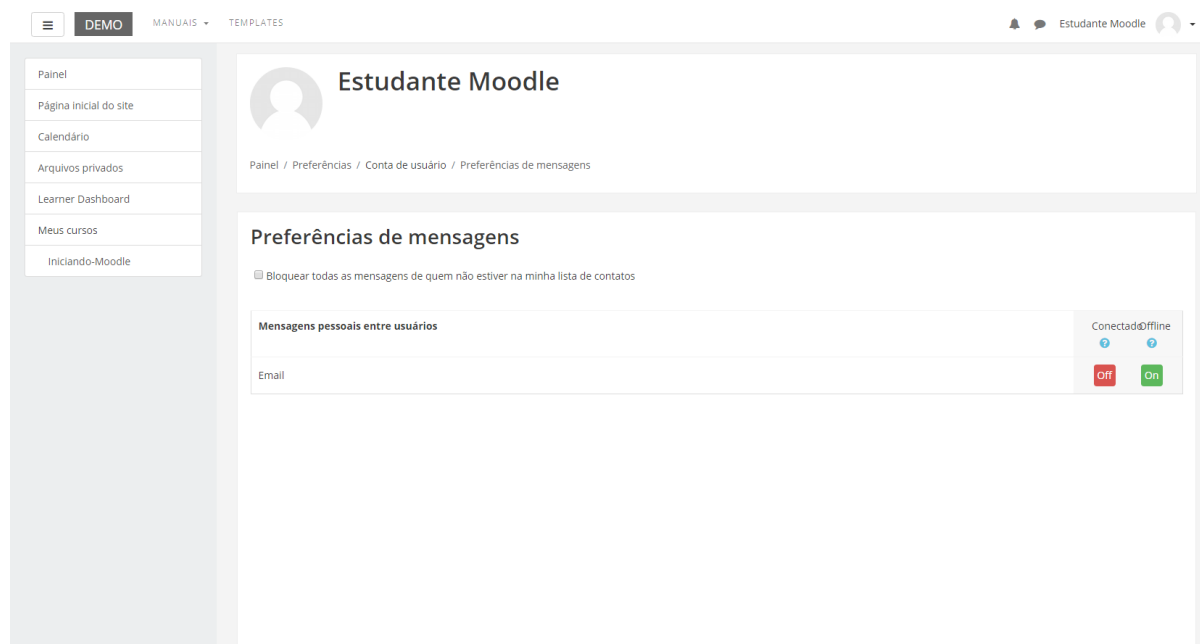 DEMO MANUAIS TEMPLATES Estudante Moodle
Painel
Página inicial do site
Calendário
Arquivos privados
Learner Dashboard
Meus cursos
Iniciando-Moodle
Estudante Moodle
Painel / Preferências / Conta de usuário / Preferências de mensagens
Preferências de mensagens
Bloquear todas as mensagens de quem não estiver na minha lista de contatos
Mensagens pessoais entre usuários Conectado Offline
Email Off On